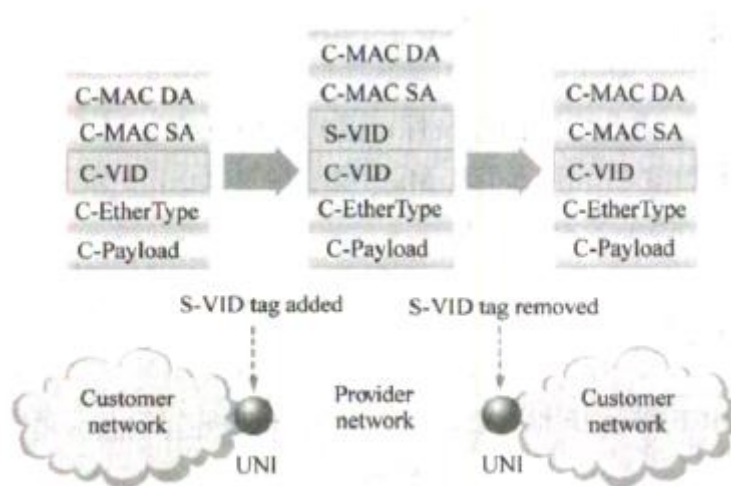 C-MAC DA
C-MAC SA
C-VID
C-EtherType
C-Payload
C-MAC DA
C-MAC SA
S-VID
C-VID
C-EtherType
C-Payload
C-MAC DA
C-MAC SA
C-VID
C-EtherType
C-Payload
S-VID tag added
S-VID tag removed
Customer
network
UNI
Provider
network
UNI
Customer
network